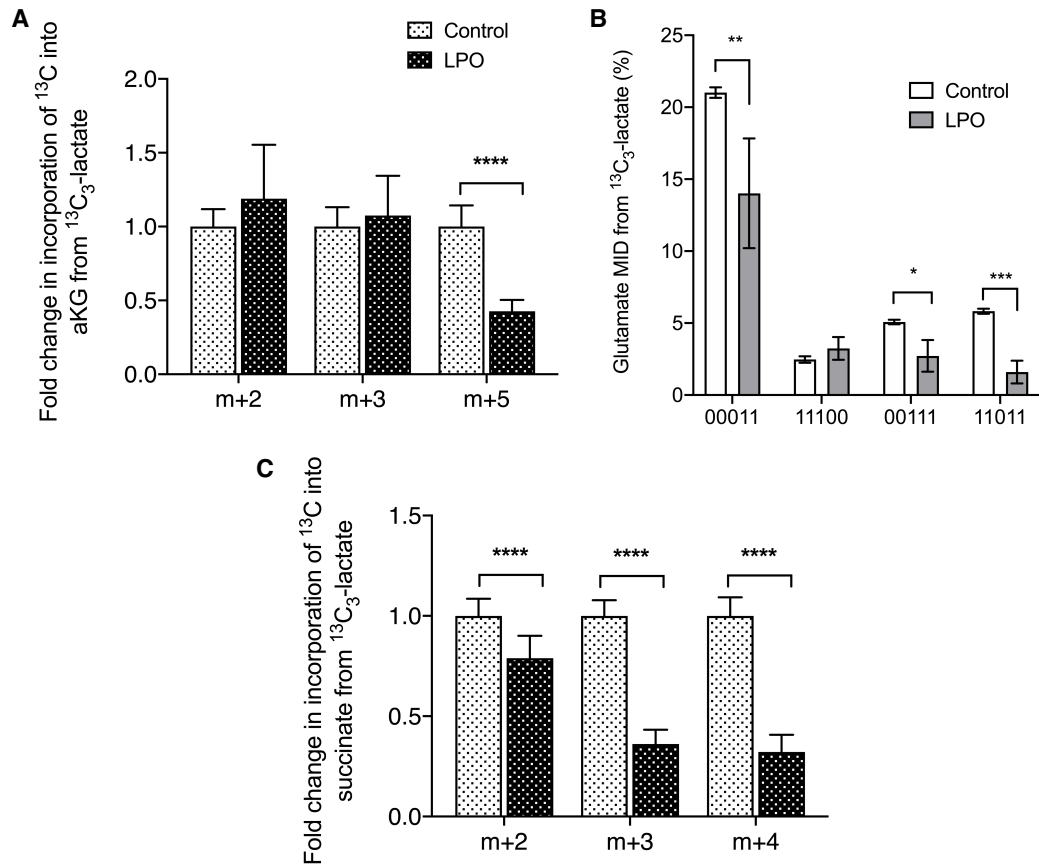 A
Fold change in incorporation of ¹³C into
aKG from ¹³C₃-lactate
Control
LPO
2.0
1.5
1.0
0.5
0.0
****
m+2
m+3
m+5
B
Glutamate MID from ¹³C₃-lactate (%)
Control
LPO
25
20
15
10
5
0
**
*
***
00011
11100
00111
11011
C
Fold change in incorporation of ¹³C into
succinate from ¹³C₃-lactate
1.5
1.0
0.5
0.0
****
****
****
m+2
m+3
m+4